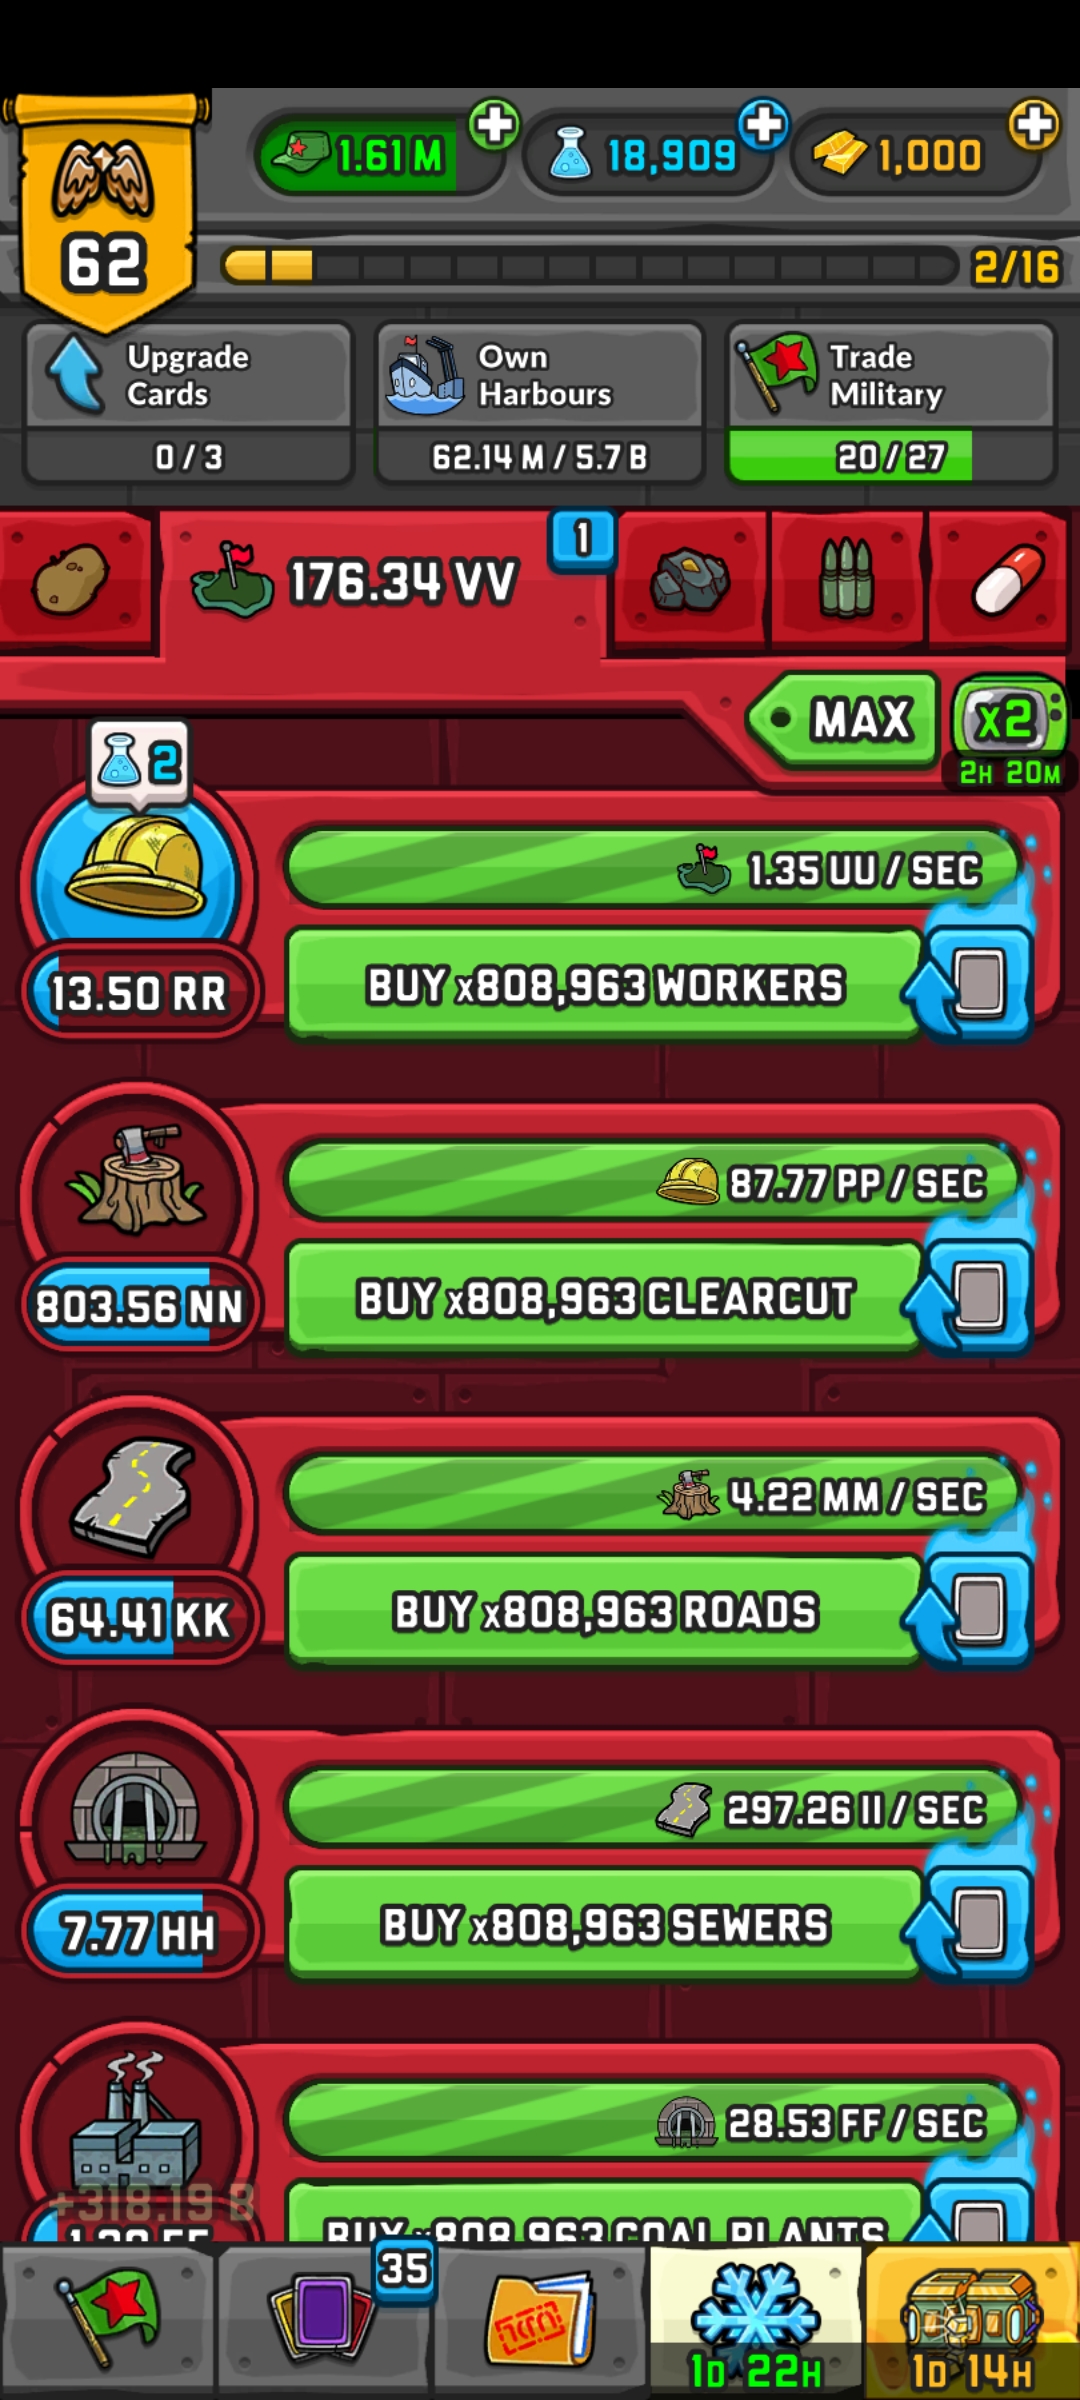 1.61 M
18,909
1,000
62
2/16
Upgrade
Cards
0 / 3
Own
Harbours
62.14 M / 5.7 B
Trade
Military
20 / 27
176.34 VV
1
MAX
x2
2H 20M
2
1.35 UU / SEC
13.50 RR
BUY x808,963 WORKERS
87.77 PP / SEC
803.56 NN
BUY x808,963 CLEARCUT
4.22 MM / SEC
64.41 KK
BUY x808,963 ROADS
297.26 II / SEC
7.77 HH
BUY x808,963 SEWERS
28.53 FF / SEC
+318.19 B
BUY x808,963 COAL PLANTS
35
1D 22H
1D 14H